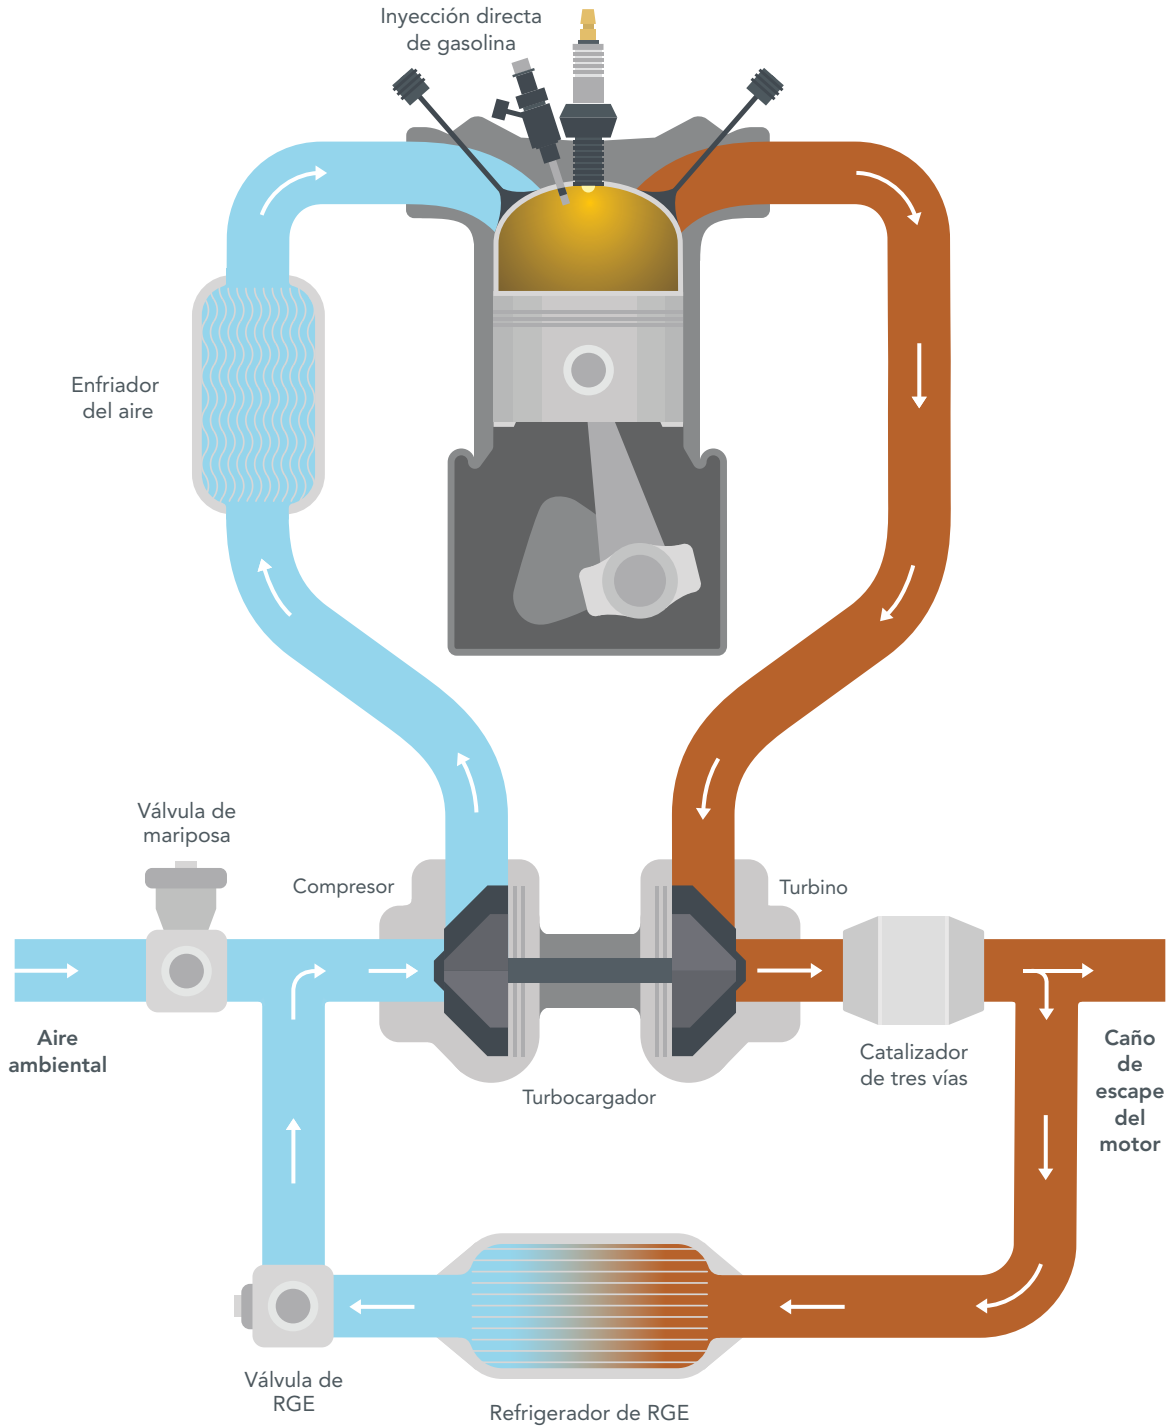 Inyección directa
de gasolina
Enfriador
del aire
Válvula de
mariposa
Compresor
Turbino
Aire
ambiental
Turbocargador
Catalizador
de tres vías
Caño
de
escape
del
motor
Válvula de
RGE
Refrigerador de RGE